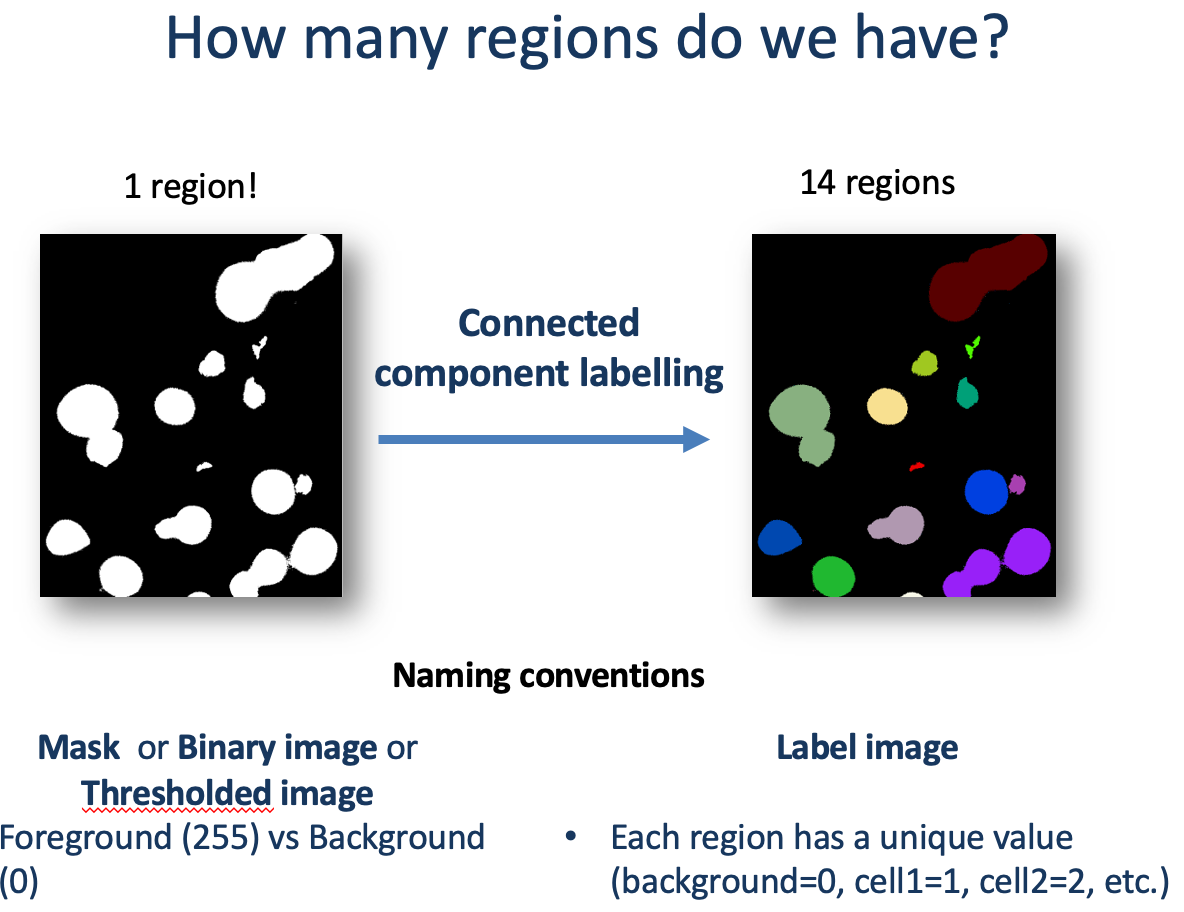 How many regions do we have?
1 region!
14 regions
Connected
component labelling
Naming conventions
Mask or Binary image or
Thresholded image
Foreground (255) vs Background
(0)
Label image
• Each region has a unique value
(background=0, cell1=1, cell2=2, etc.)